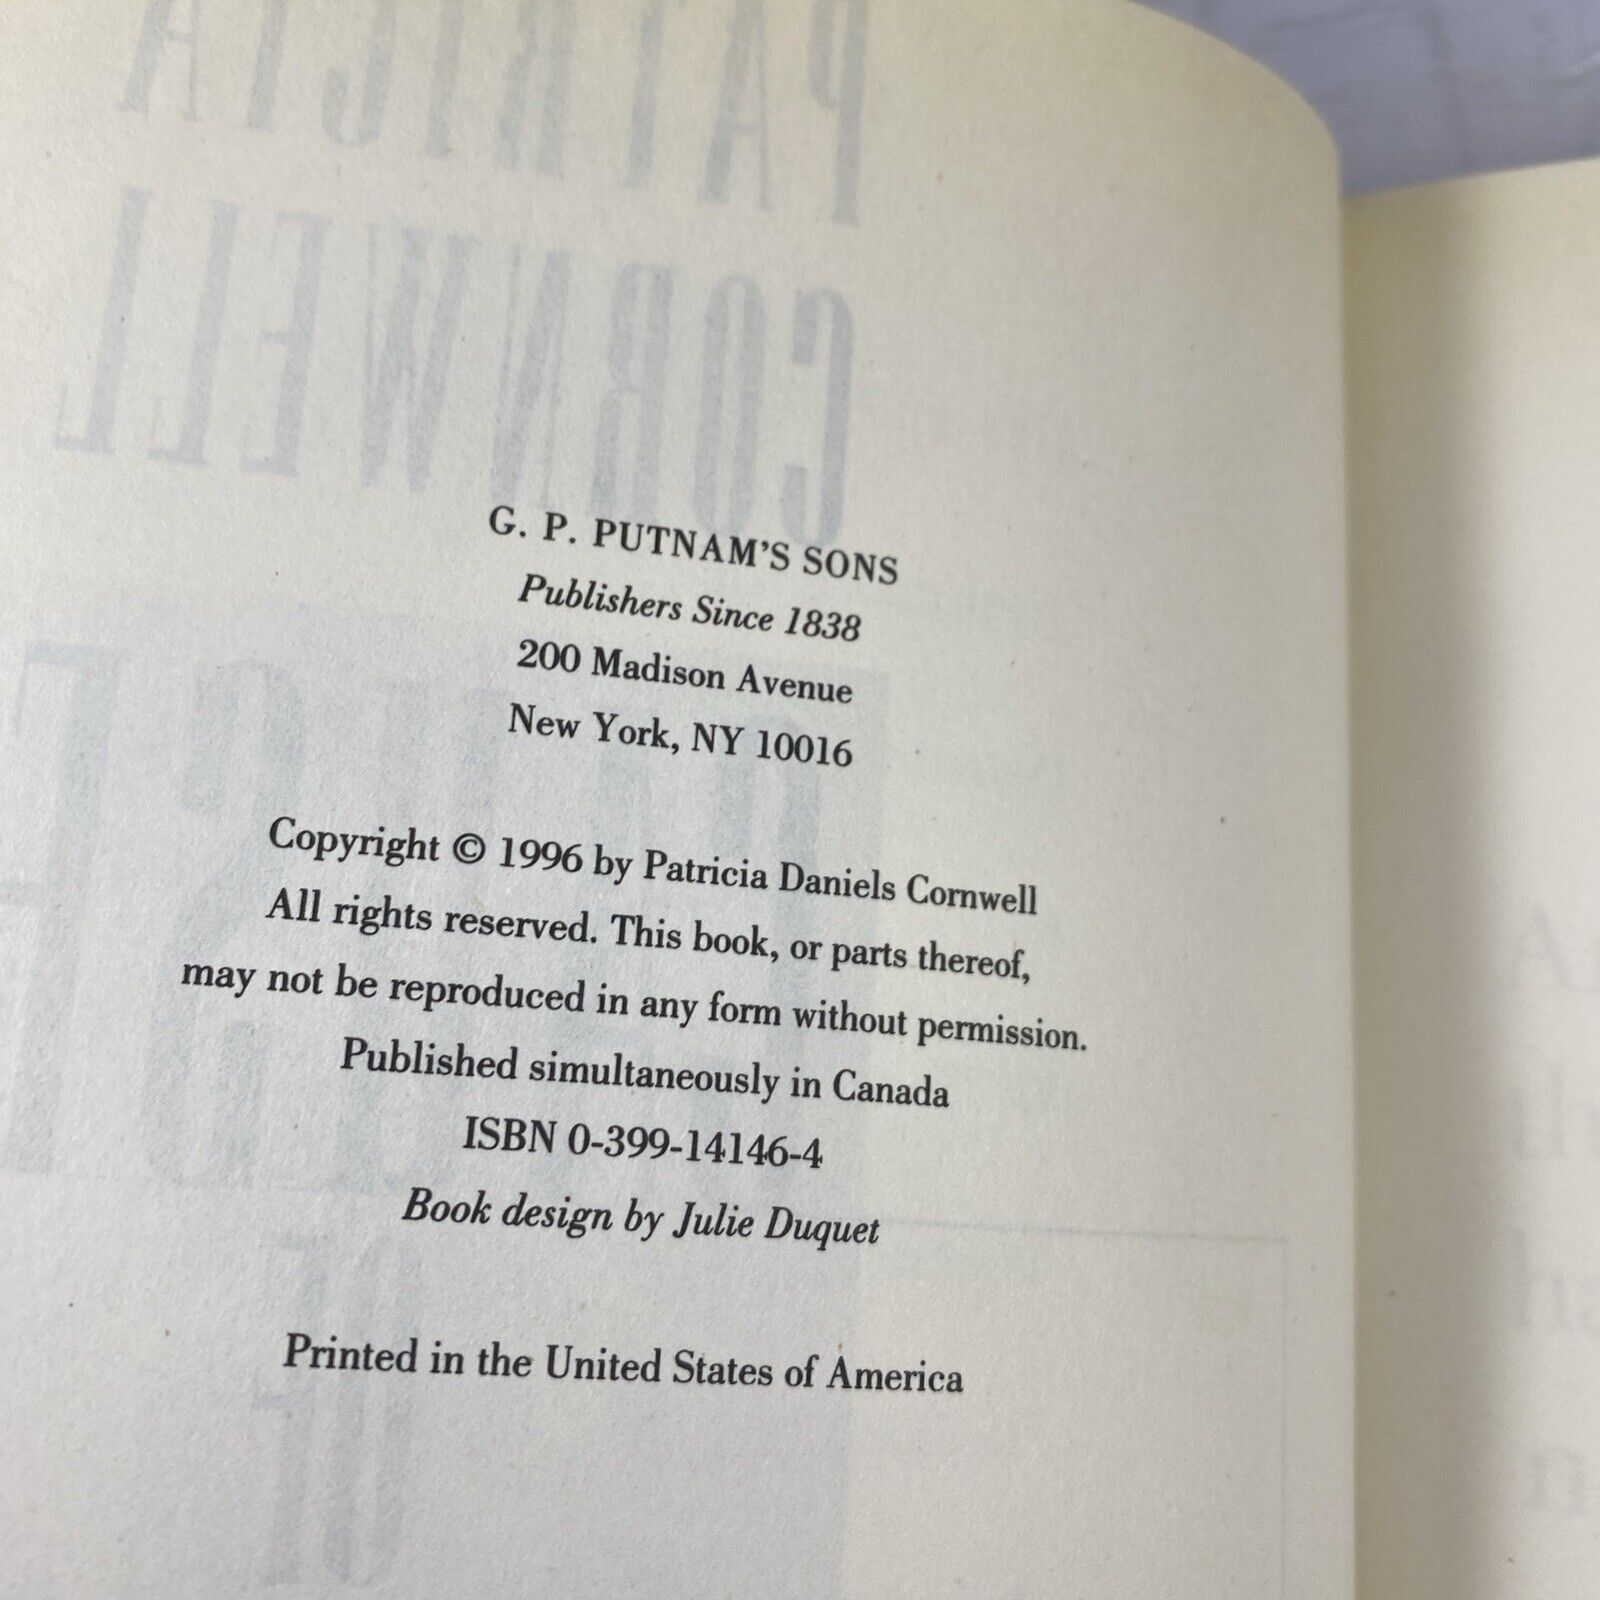 G. P. PUTNAM'S SONS
Publishers Since 1838
200 Madison Avenue
New York, NY 10016
Copyright © 1996 by Patricia Daniels Cornwell
All rights reserved. This book, or parts thereof,
may not be reproduced in any form without permission.
Published simultaneously in Canada
ISBN 0-399-14146-4
Book design by Julie Duquet
Printed in the United States of America
PATRICIA
CORNWELL